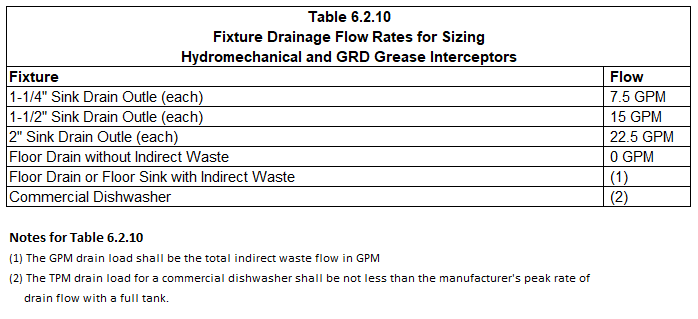 Table 6.2.10
Fixture Drainage Flow Rates for Sizing
Hydromechanical and GRD Grease Interceptors
Fixture Flow
1-1/4" Sink Drain Outle (each) 7.5 GPM
1-1/2" Sink Drain Outle (each) 15 GPM
2" Sink Drain Outle (each) 22.5 GPM
Floor Drain without Indirect Waste 0 GPM
Floor Drain or Floor Sink with Indirect Waste (1)
Commercial Dishwasher (2)
Notes for Table 6.2.10
(1) The GPM drain load shall be the total indirect waste flow in GPM
(2) The TPM drain load for a commercial dishwasher shall be not less than the manufacturer's peak rate of
drain flow with a full tank.